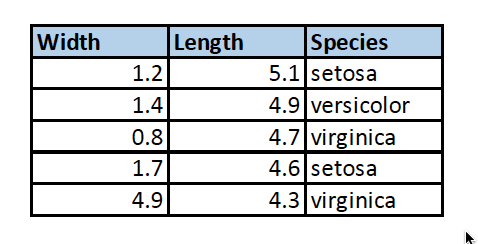 Width Length Species
1.2 5.1 setosa
1.4 4.9 versicolor
0.8 4.7 virginica
1.7 4.6 setosa
4.9 4.3 virginica